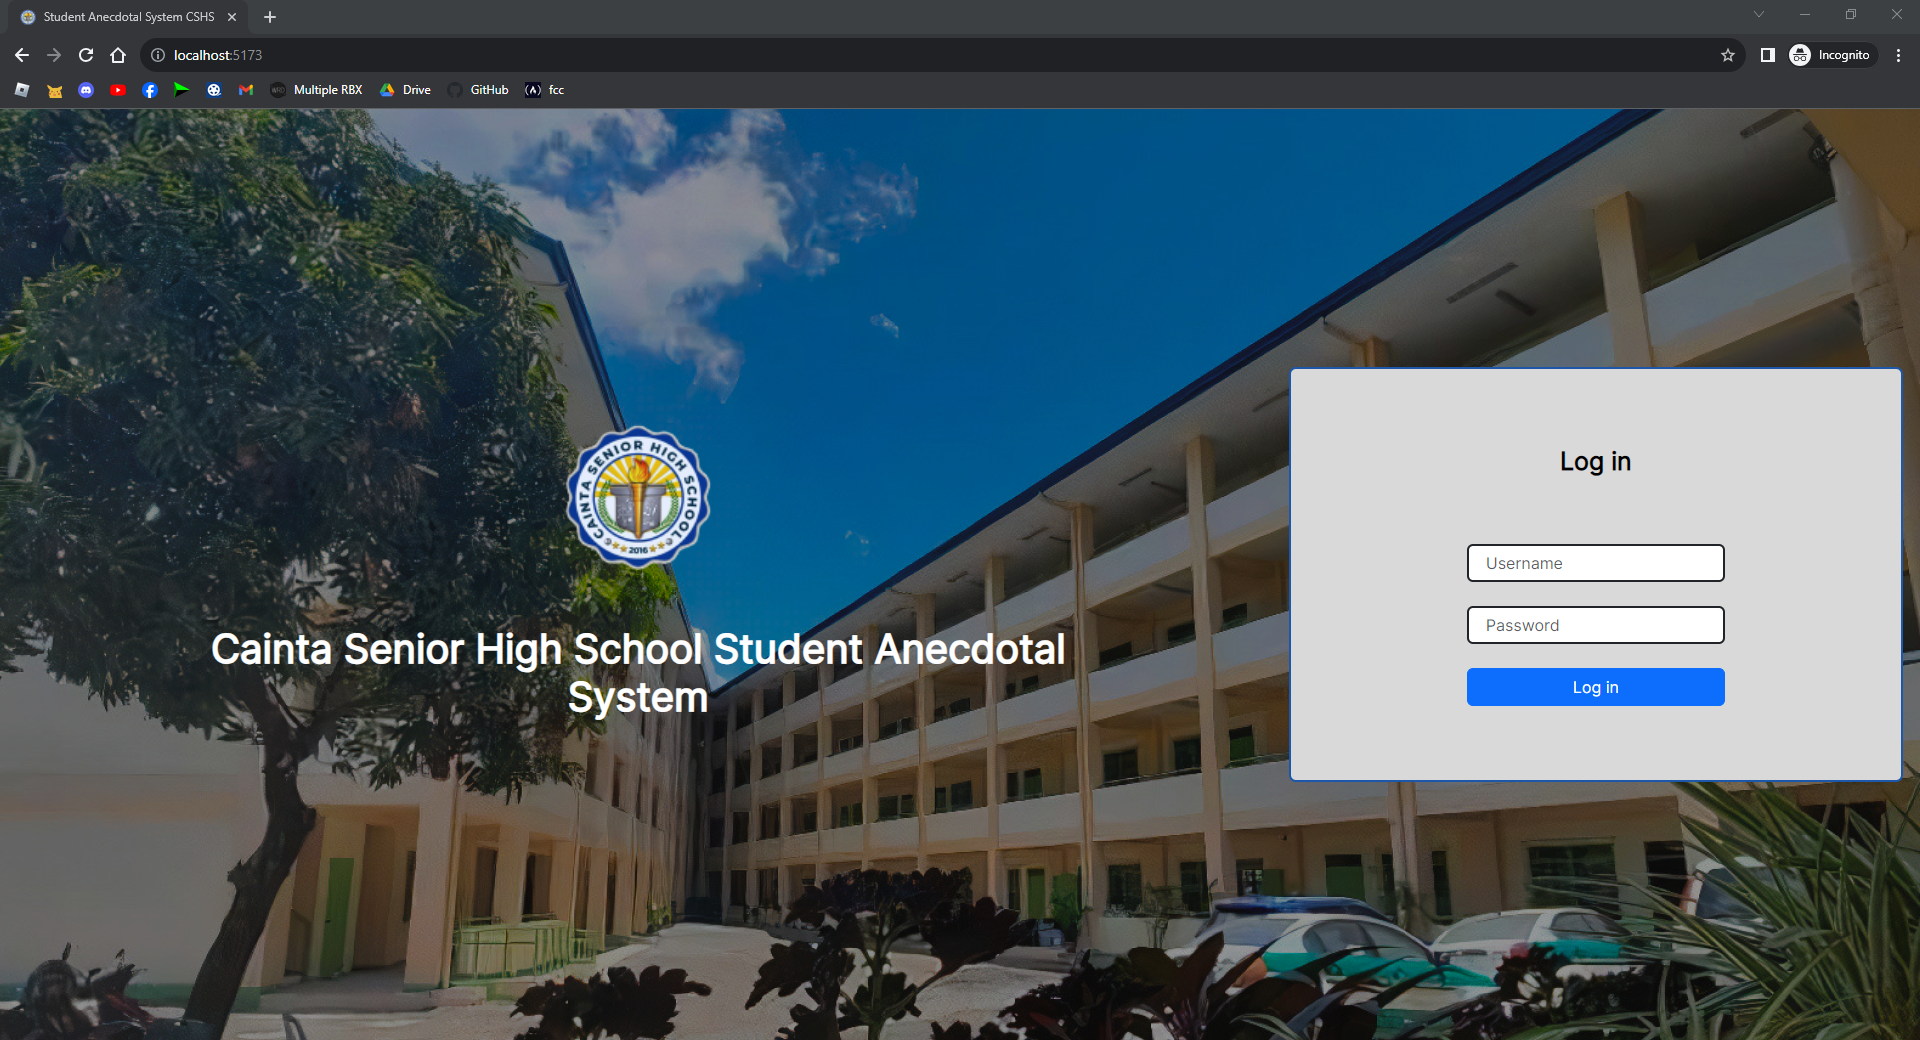 Student Anecdotal System CSHS
localhost:5173
Incognito
Multiple RBX
Drive
GitHub
fcc
CAINTA SENIOR HIGH SCHOOL
2016
Cainta Senior High School Student Anecdotal
System
Log in
Username
Password
Log in